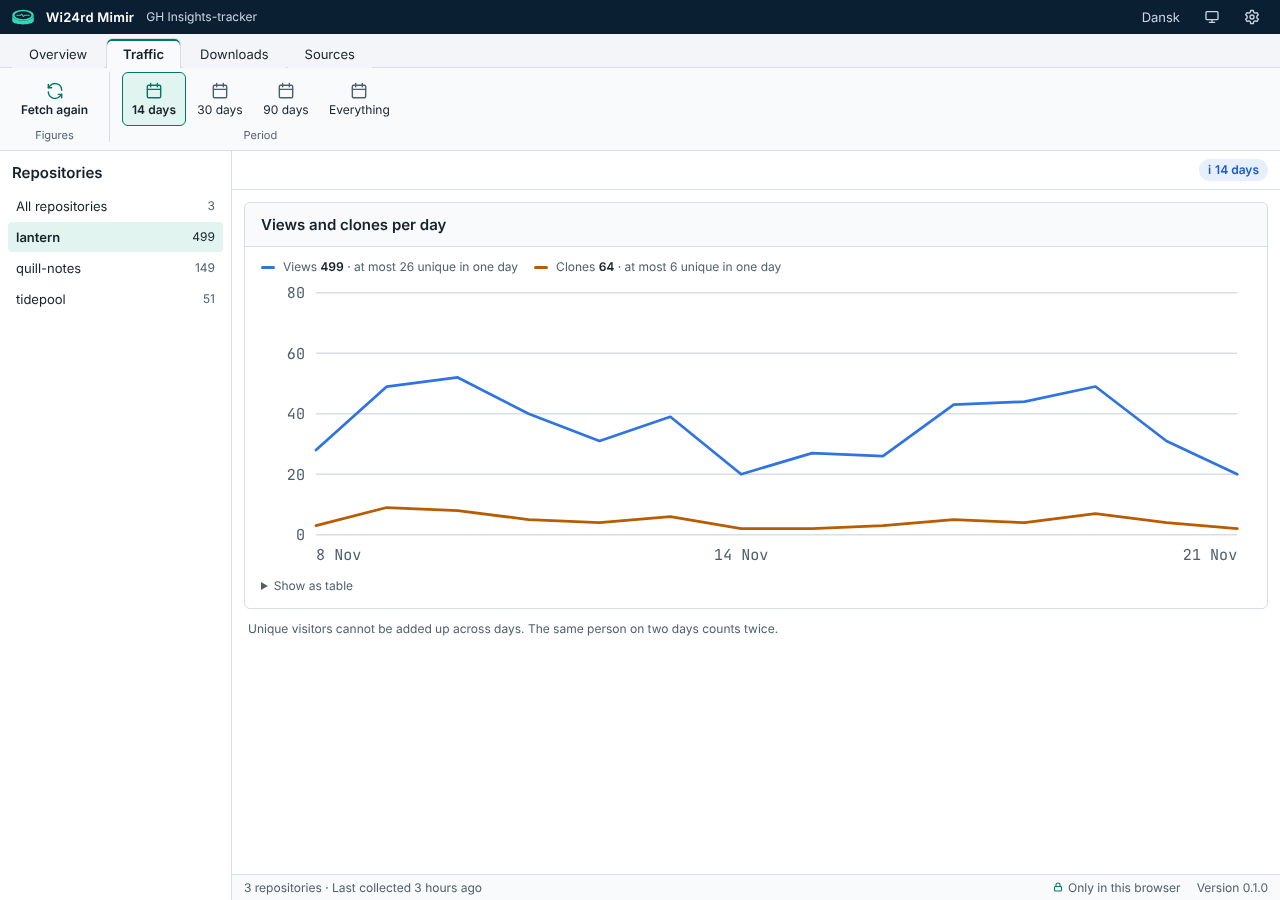 Wi24rd Mimir GH Insights-tracker Dansk
Overview Traffic Downloads Sources
Fetch again 14 days 30 days 90 days Everything
Figures Period
Repositories
i 14 days
All repositories 3
lantern 499
quill-notes 149
tidepool 51
Views and clones per day
Views 499 · at most 26 unique in one day Clones 64 · at most 6 unique in one day
80
60
40
20
0
8 Nov 14 Nov 21 Nov
Show as table
Unique visitors cannot be added up across days. The same person on two days counts twice.
3 repositories · Last collected 3 hours ago Only in this browser Version 0.1.0